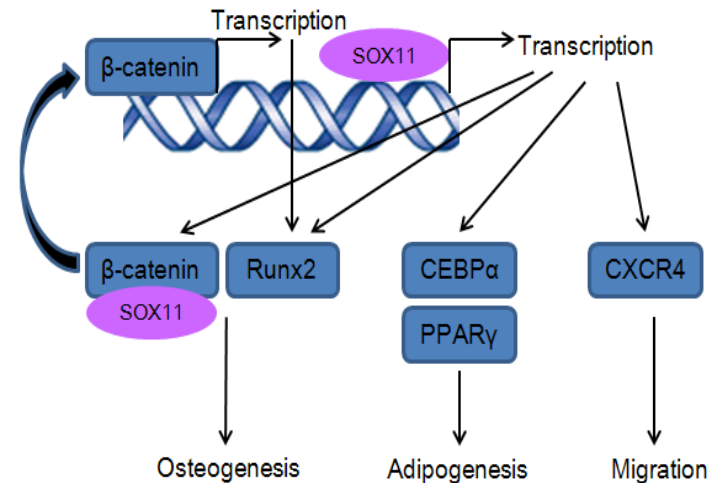 Transcription
SOX11
β-catenin
Transcription
β-catenin
Runx2
CEBPα
CXCR4
SOX11
PPARγ
Osteogenesis
Adipogenesis
Migration